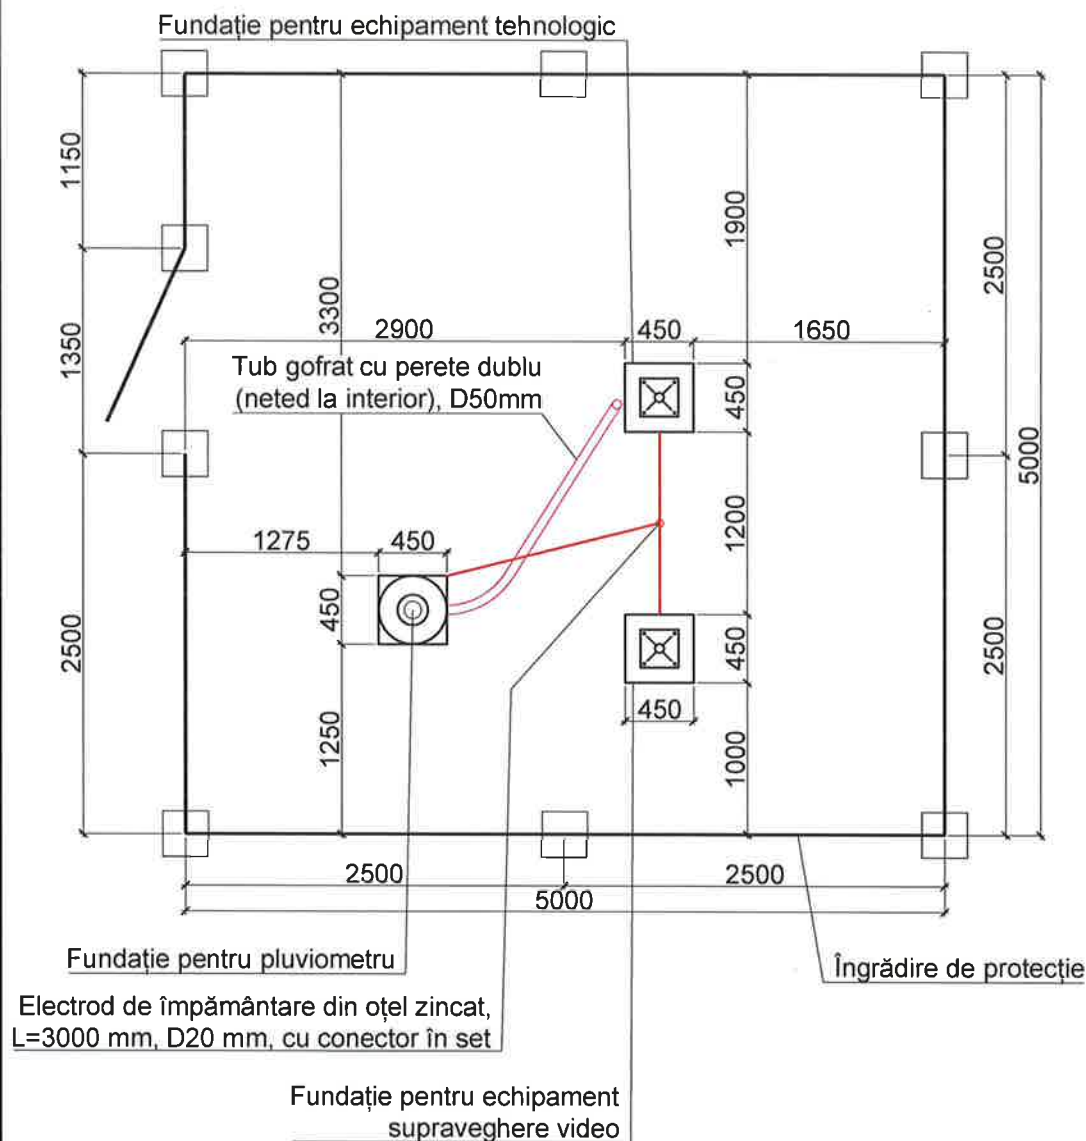 Fundație pentru echipament tehnologic
1150
1350
2500
3300
1900
2500
5000
2900
450
1650
Tub gofrat cu perete dublu
(neted la interior), D50mm
450
1200
1275
450
450
450
450
1250
1000
2500
2500
2500
5000
Fundație pentru pluviometru
Îngrădire de protecție
Electrod de împământare din oțel zincat,
L=3000 mm, D20 mm, cu conector în set
Fundație pentru echipament
supraveghere video